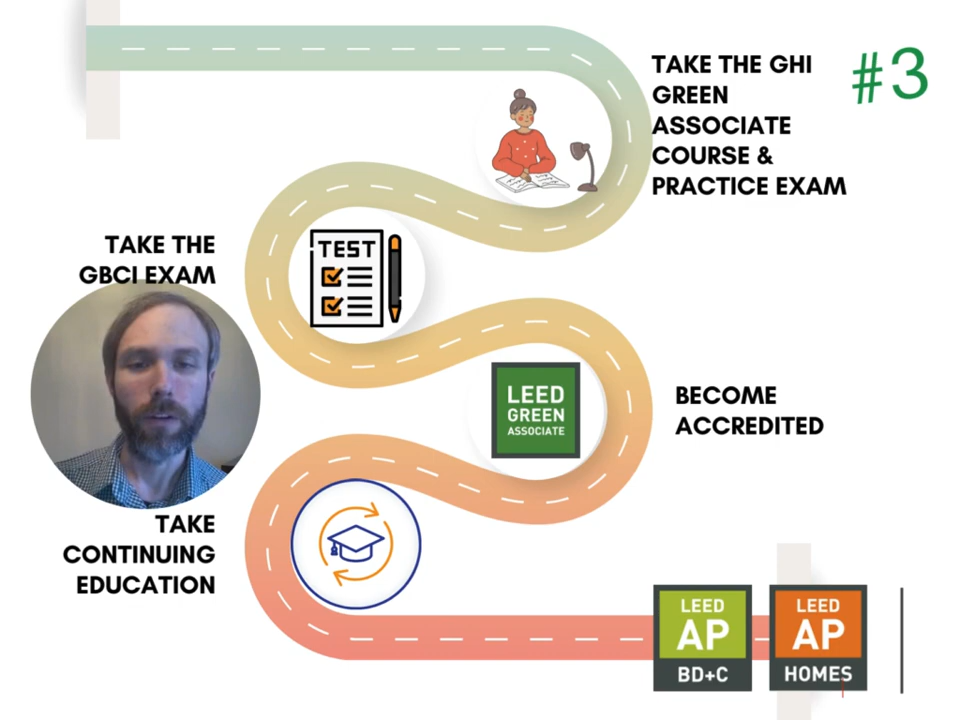 TAKE THE GHI
GREEN
ASSOCIATE
COURSE &
PRACTICE EXAM
#3
TAKE THE
GBCI EXAM
TEST
LEED
GREEN
ASSOCIATE
BECOME
ACCREDITED
TAKE
CONTINUING
EDUCATION
LEED
AP
BD+C
LEED
AP
HOMES